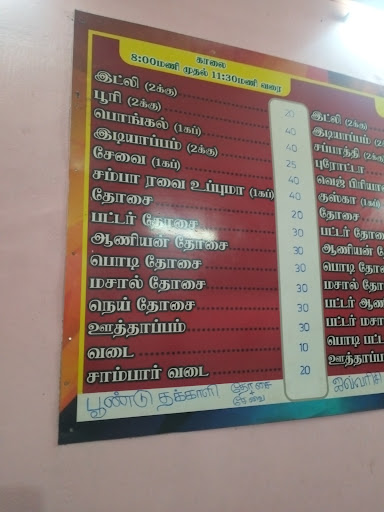 காலை
8:00மணி முதல் 11:30மணி வரை
இட்லி (2க்கு) 20
பூரி (2க்கு) 40
பொங்கல் (1கப்) 40
இடியாப்பம் (2க்கு) 25
சேவை (1கப்) 40
சம்பா ரவை உப்புமா (1கப்) 40
தோசை 20
பட்டர் தோசை 30
ஆனியன் தோசை 30
பொடி தோசை 30
மசால் தோசை 30
நெய் தோசை 30
ஊத்தாப்பம் 30
வடை 10
சாம்பார் வடை 20
பூண்டு தக்காளி
இட்லி (2க்கு)
இடியாப்பம்
சப்பாத்தி (2க்கு
புரோட்டா
வெஜ் பிரியா
குஸ்கா (1கப்)
தோசை
பட்டர் தோசை
ஆனியன் தோ
பொடி தோ
மசால் தோ
பட்டர் ஆனி
பட்டர் மசா
பொடி பட்ட
ஊத்தாப்ப